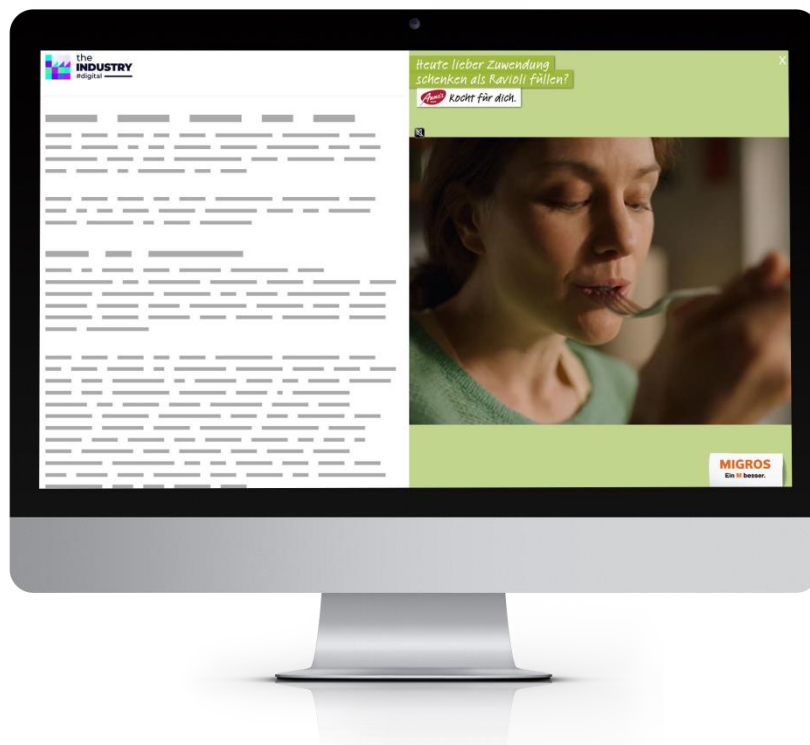 the
INDUSTRY
#digital
Heute lieber Zuwendung
schenken als Ravioli füllen?
X
Anna's
Kocht für dich.
MIGROS
Ein M besser.